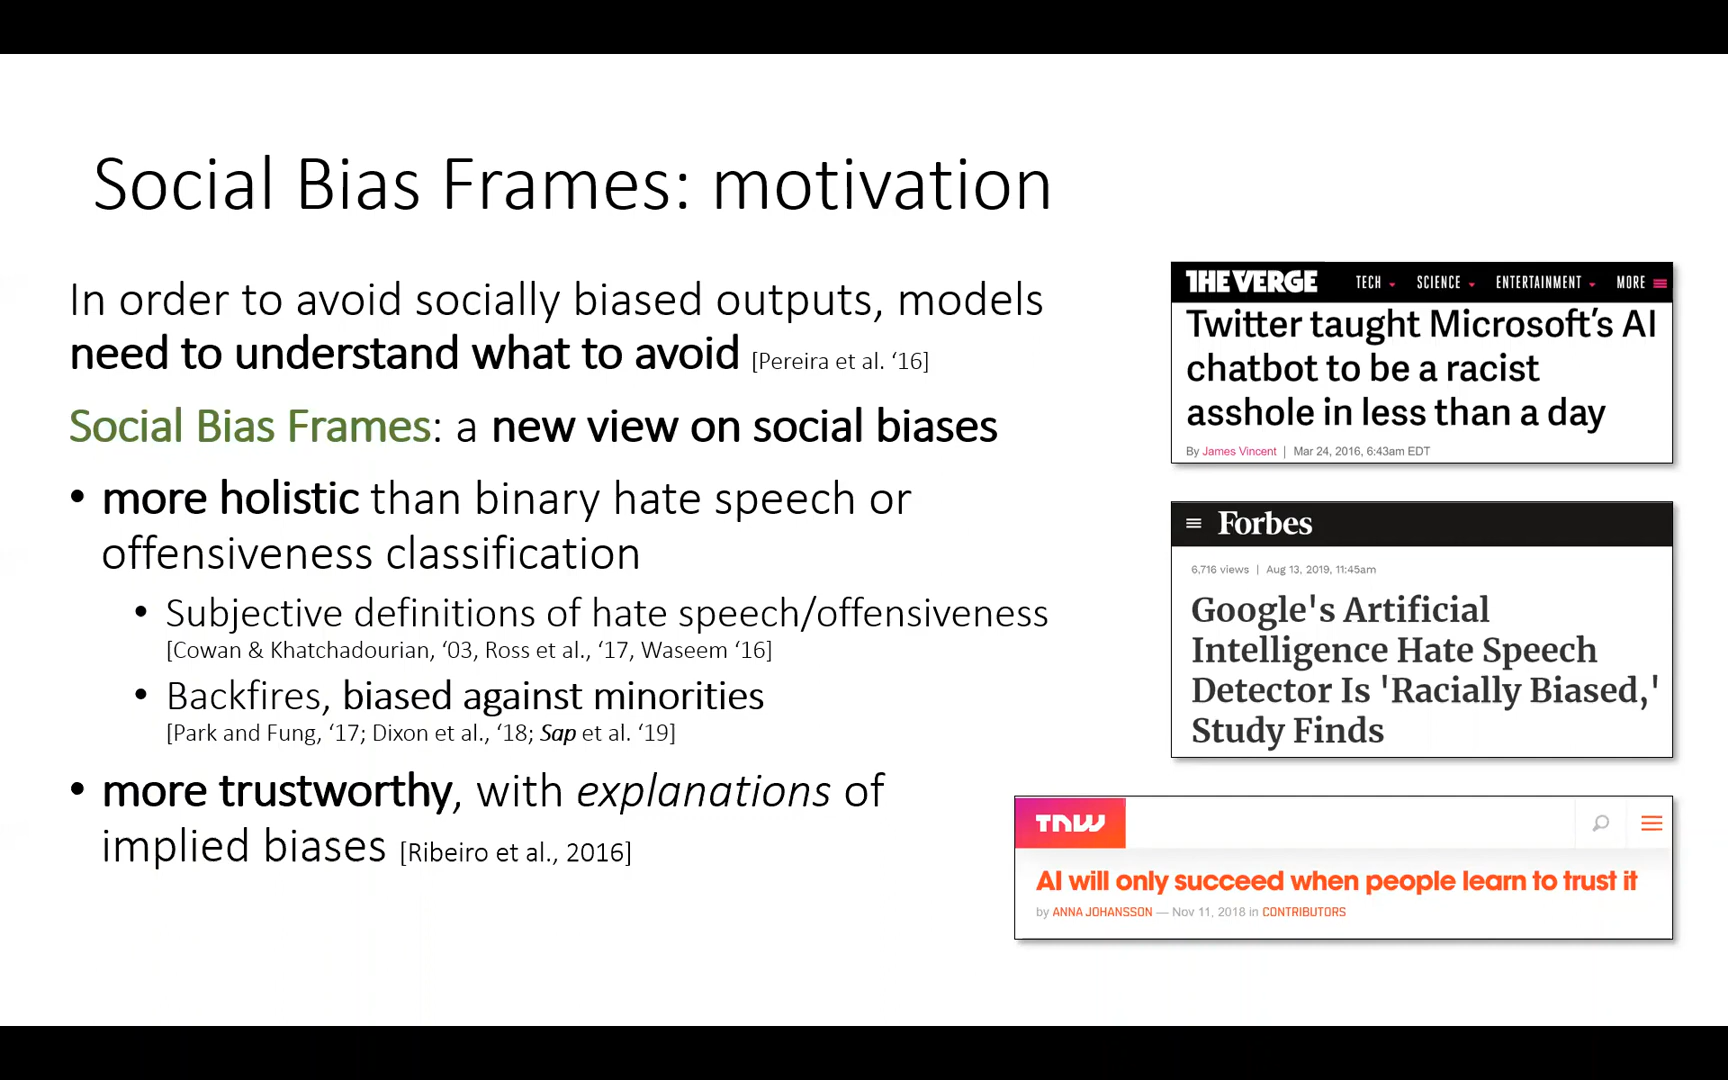 Social Bias Frames: motivation
In order to avoid socially biased outputs, models
need to understand what to avoid [Pereira et al. ‘16]
Social Bias Frames: a new view on social biases
• more holistic than binary hate speech or
offensiveness classification
• Subjective definitions of hate speech/offensiveness
[Cowan & Khatchadourian, ‘03, Ross et al., ‘17, Waseem ‘16]
• Backfires, biased against minorities
[Park and Fung, ‘17; Dixon et al., ‘18; Sap et al. ‘19]
• more trustworthy, with explanations of
implied biases [Ribeiro et al., 2016]
THE VERGE TECH SCIENCE ENTERTAINMENT MORE
Twitter taught Microsoft’s AI
chatbot to be a racist
asshole in less than a day
By James Vincent | Mar 24, 2016, 6:43am EDT
Forbes
6,716 views | Aug 13, 2019, 11:45am
Google's Artificial
Intelligence Hate Speech
Detector Is 'Racially Biased,'
Study Finds
TNW
AI will only succeed when people learn to trust it
by ANNA JOHANSSON — Nov 11, 2018 in CONTRIBUTORS